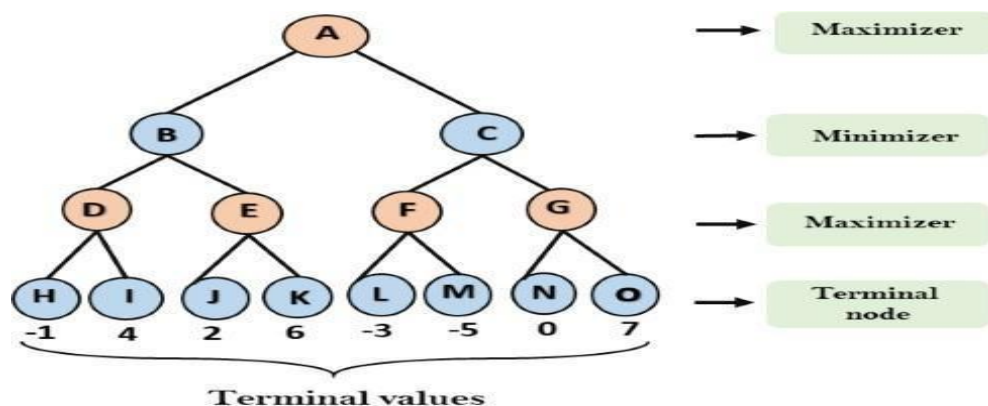 A
Maximizer
B
C
Minimizer
D
E
F
G
Maximizer
H
I
J
K
L
M
N
O
Terminal
node
-1
4
2
6
-3
-5
0
7
Terminal values